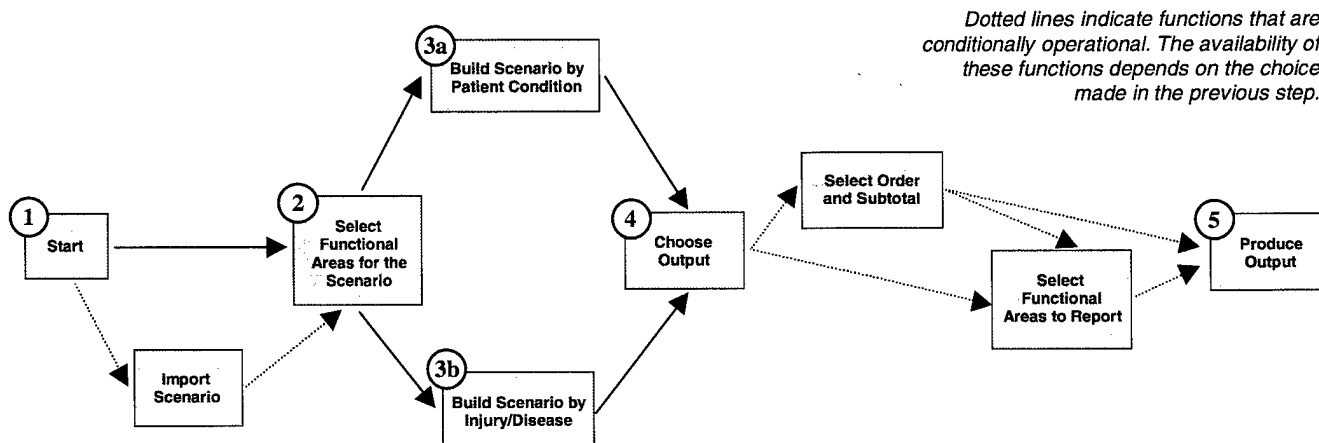 Dotted lines indicate functions that are
conditionally operational. The availability of
these functions depends on the choice
made in the previous step.
3a
Build Scenario by
Patient Condition
1
Start
2
Select
Functional
Areas for the
Scenario
Import
Scenario
3b
Build Scenario by
Injury/Disease
4
Choose
Output
Select Order
and Subtotal
Select
Functional
Areas to Report
5
Produce
Output